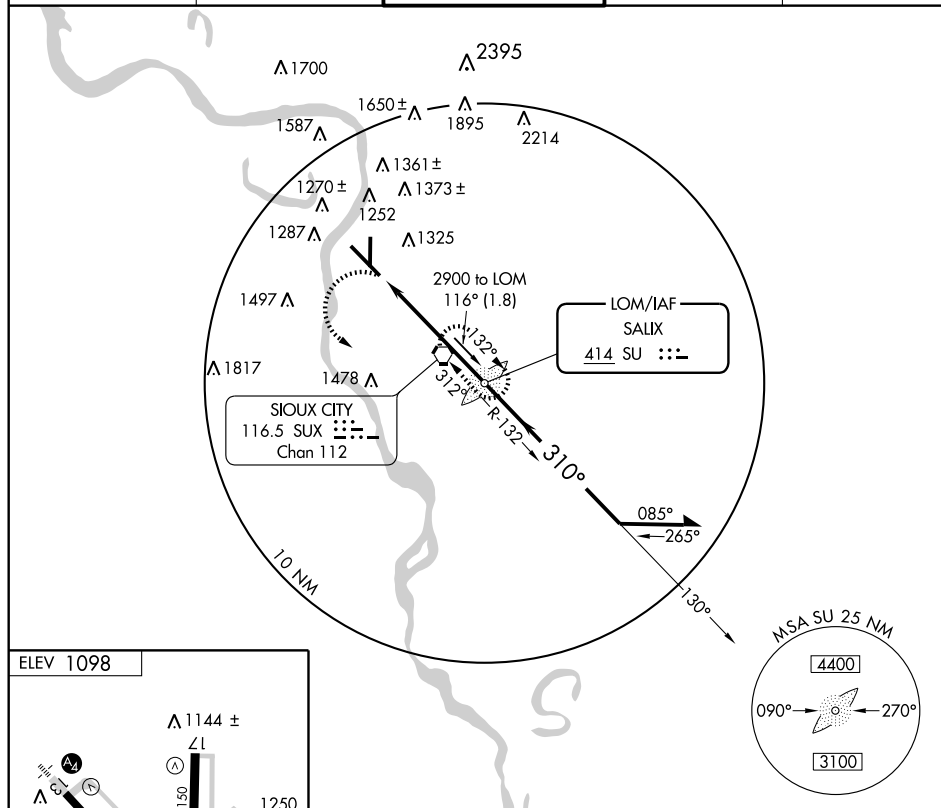 2395
1700
1650 ±
1895
2214
1587
1361 ±
1270 ±
1373 ±
1252
1287
1325
2900 to LOM
116° (1.8)
1497
LOM/IAF
SALIX
414 SU
132°
1817
1478
312°
SIOUX CITY
116.5 SUX
Chan 112
R-132
310°
085°
265°
10 NM
130°
MSA SU 25 NM
4400
090°
270°
3100
ELEV 1098
1144 ±
17
A4
V
V
13
150
1250